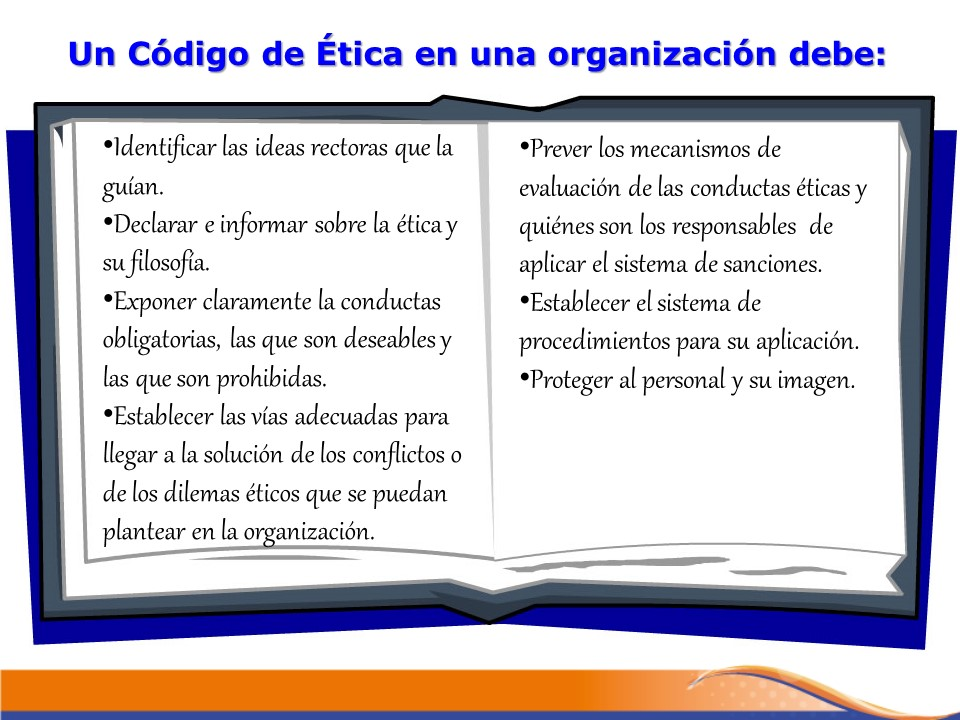 Un Código de Ética en una organización debe:
•Identificar las ideas rectoras que la
guían.
•Declarar e informar sobre la ética y
su filosofía.
•Exponer claramente la conductas
obligatorias, las que son deseables y
las que son prohibidas.
•Establecer las vías adecuadas para
llegar a la solución de los conflictos o
de los dilemas éticos que se puedan
plantear en la organización.
•Prever los mecanismos de
evaluación de las conductas éticas y
quiénes son los responsables  de
aplicar el sistema de sanciones.
•Establecer el sistema de
procedimientos para su aplicación.
•Proteger al personal y su imagen.